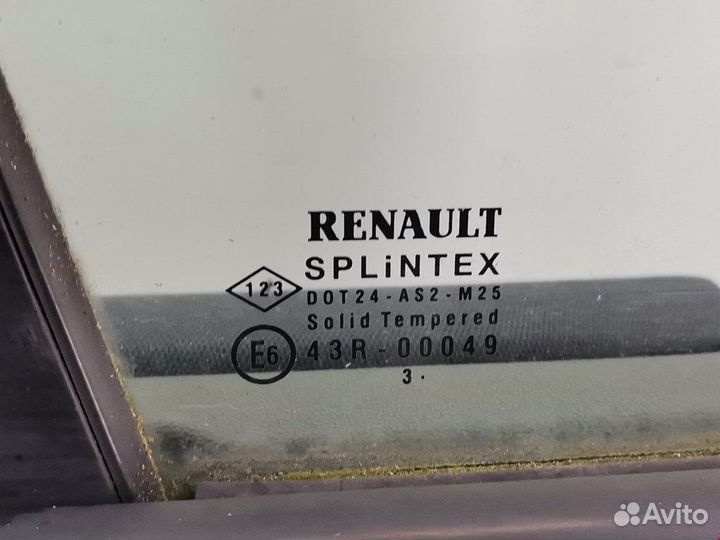 RENAULT
SPLiNTEX
123
DOT24-AS2-M25
Solid Tempered
E6 43R-00049
3.
Avito